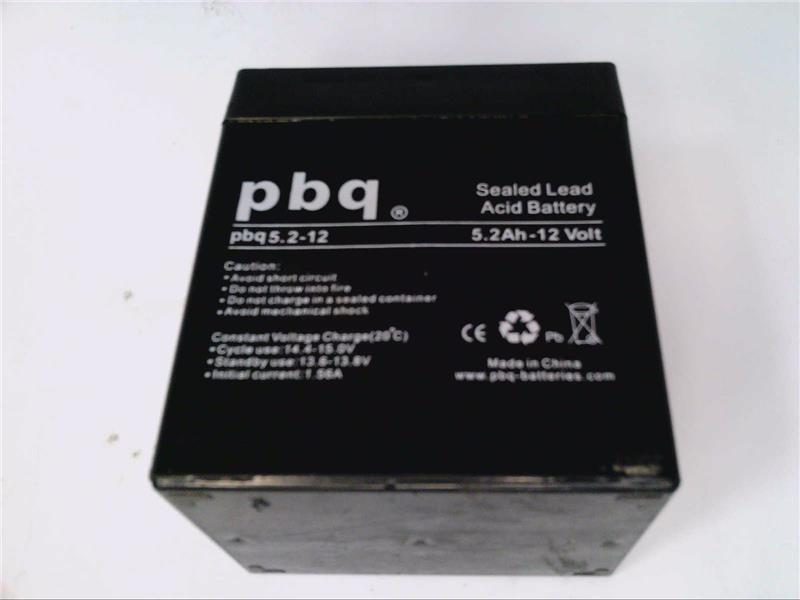 pbq®
Sealed Lead
Acid Battery
pbq 5.2-12
5.2Ah-12 Volt
Caution:
• Avoid short circuit
• Do not throw into fire
• Do not charge in a sealed container
• Avoid mechanical shock
Constant Voltage Charge(20°C)
• Cycle use:14.4-15.0V
• Standby use:13.6-13.8V
• Initial current:1.56A
CE
Pb
Made in China
www.pbq-batteries.com